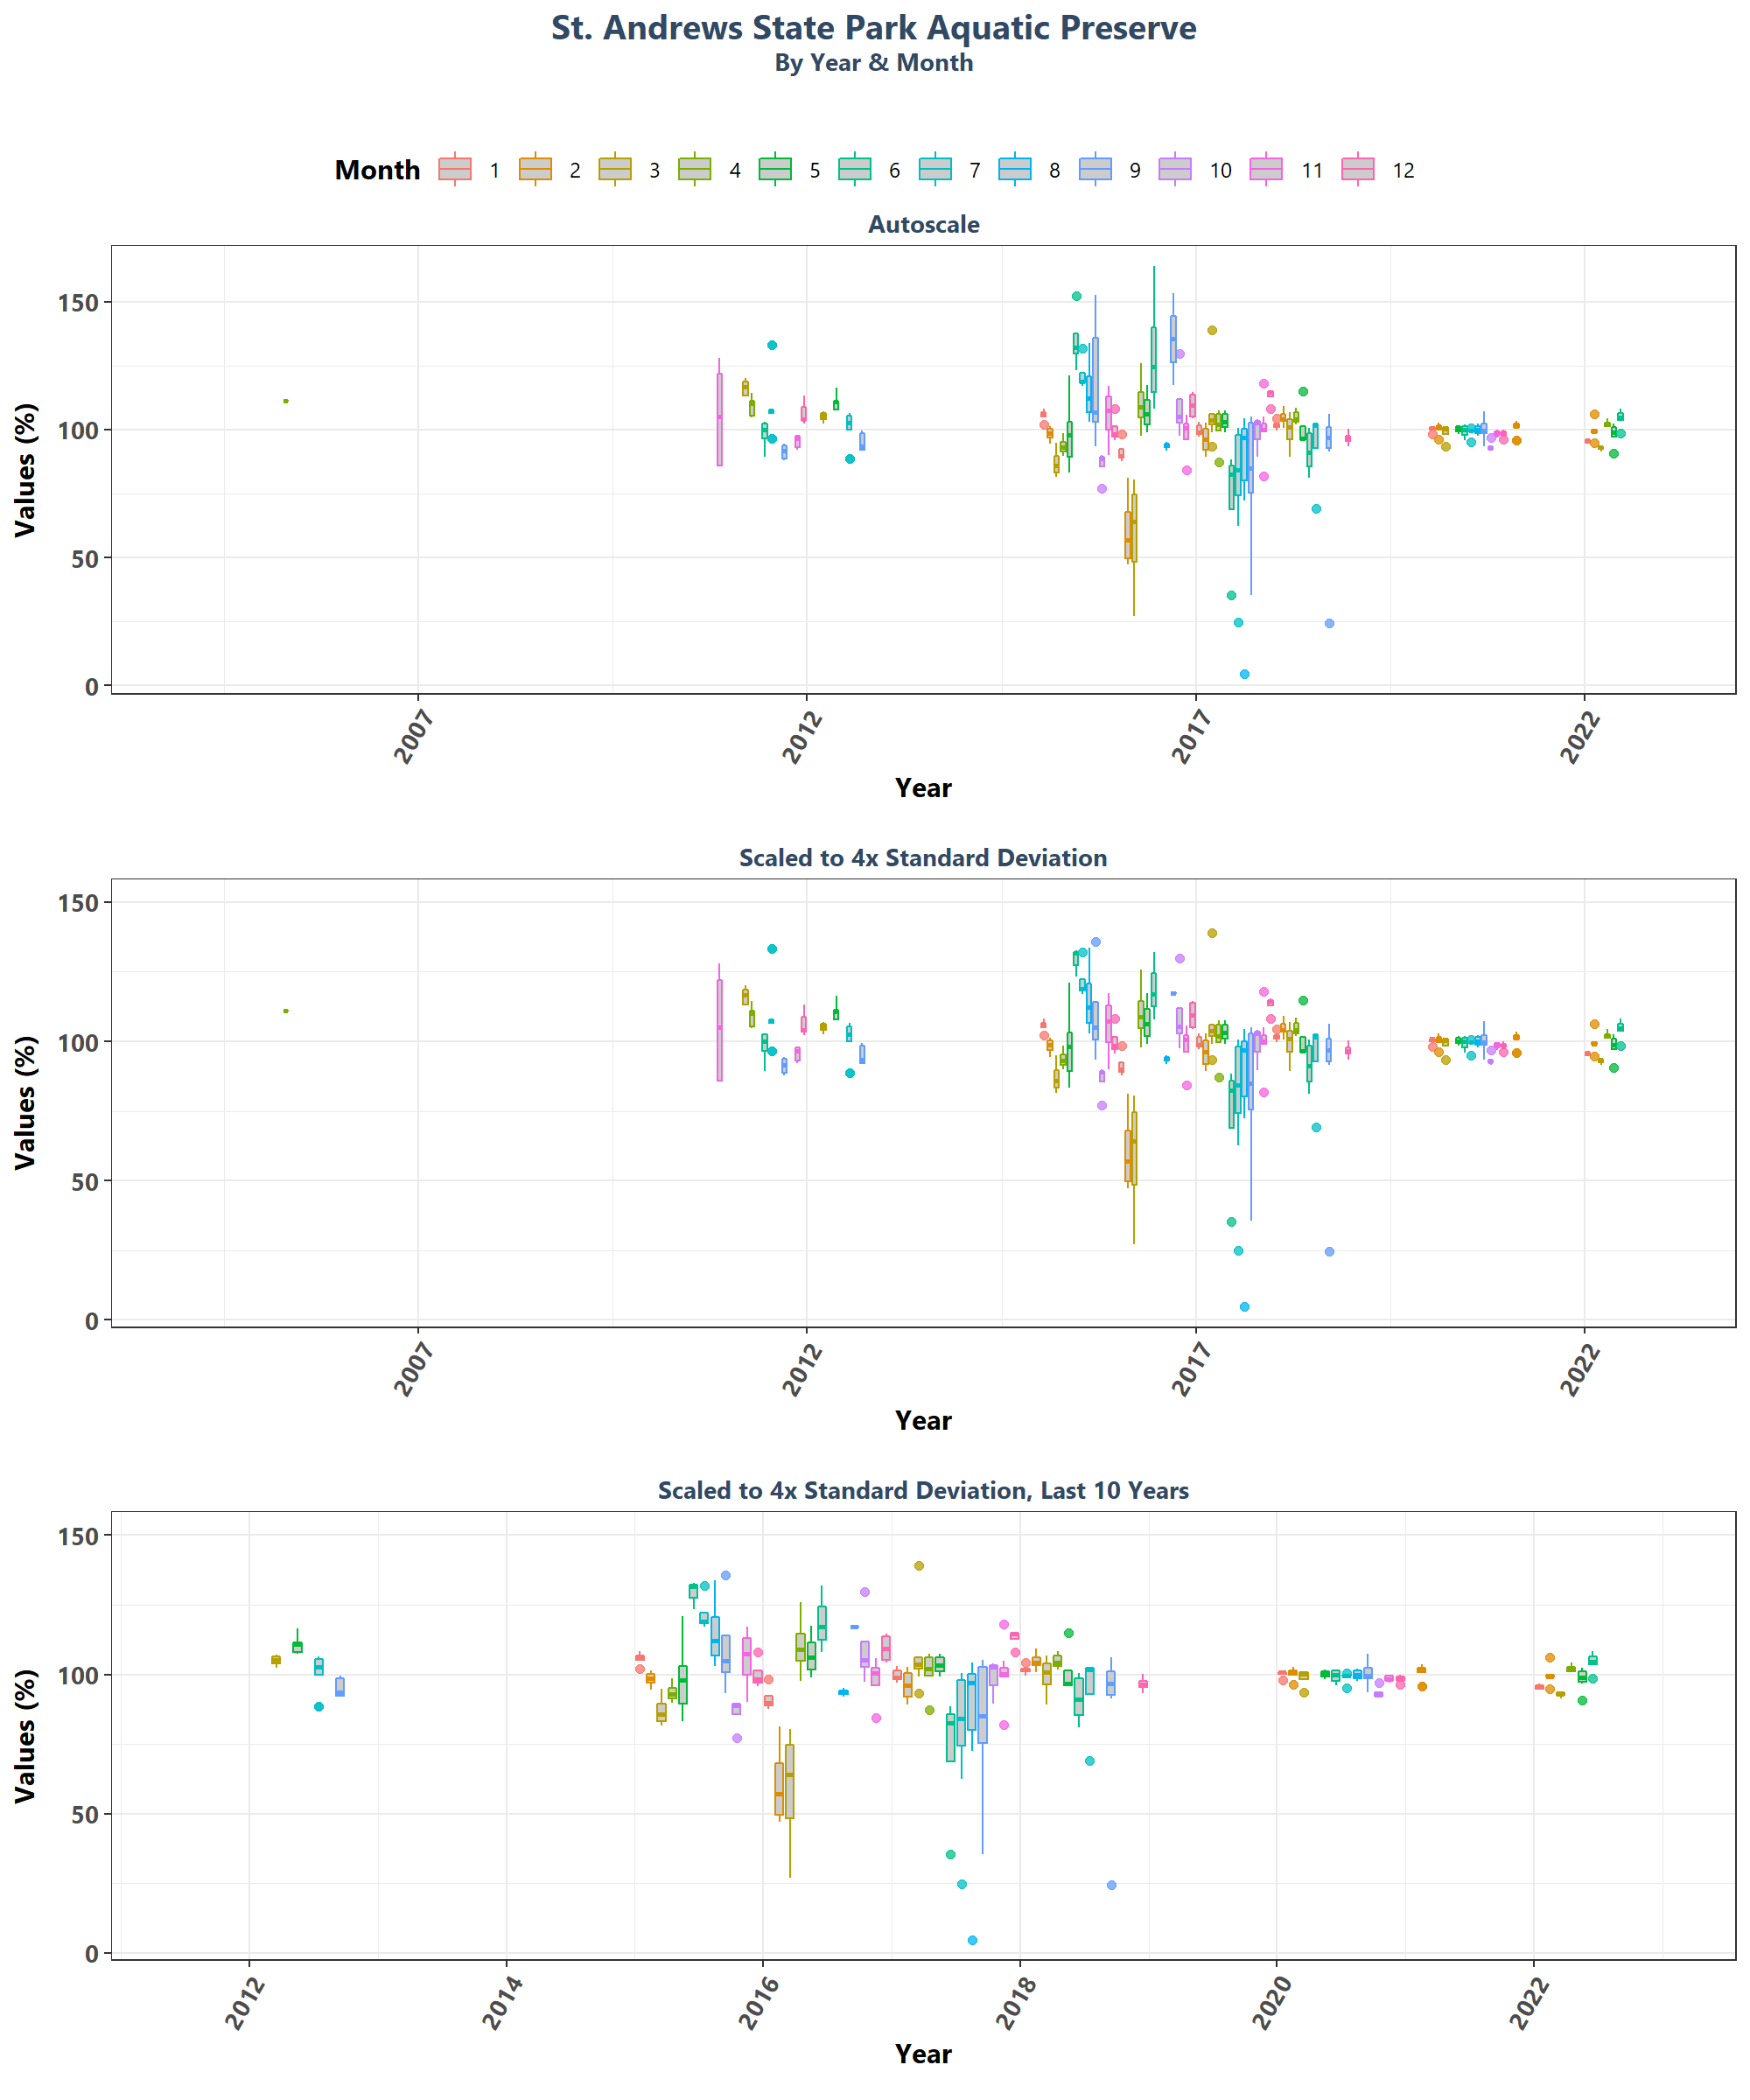 St. Andrews State Park Aquatic Preserve
By Year & Month
Month 1 2 3 4 5 6 7 8 9 10 11 12
Autoscale
Values (%)
150
100
50
0
2007 2012 2017 2022
Year
Scaled to 4x Standard Deviation
Values (%)
150
100
50
0
2007 2012 2017 2022
Year
Scaled to 4x Standard Deviation, Last 10 Years
Values (%)
150
100
50
0
2012 2014 2016 2018 2020 2022
Year